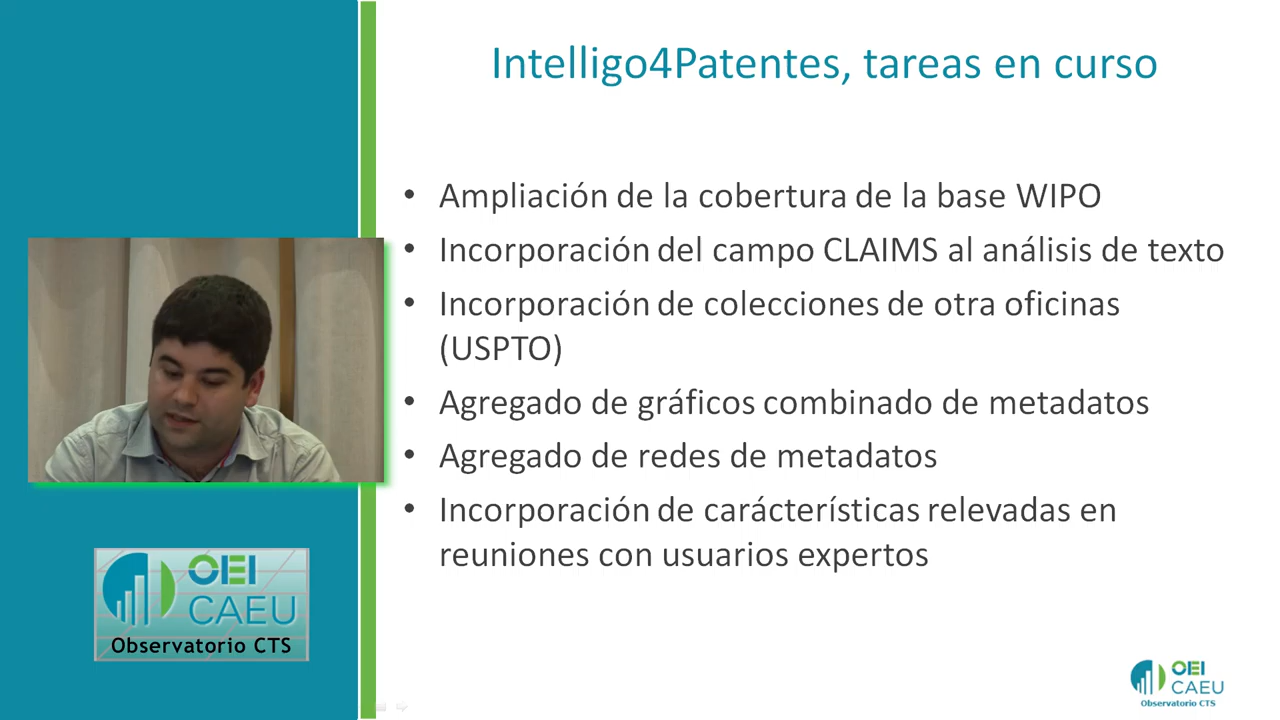 Intelligo4Patentes, tareas en curso
• Ampliación de la cobertura de la base WIPO
• Incorporación del campo CLAIMS al análisis de texto
• Incorporación de colecciones de otra oficinas
(USPTO)
• Agregado de gráficos combinado de metadatos
• Agregado de redes de metadatos
• Incorporación de carácterísticas relevadas en
reuniones con usuarios expertos
OEI
CAEU
Observatorio CTS
OEI
CAEU
Observatorio CTS